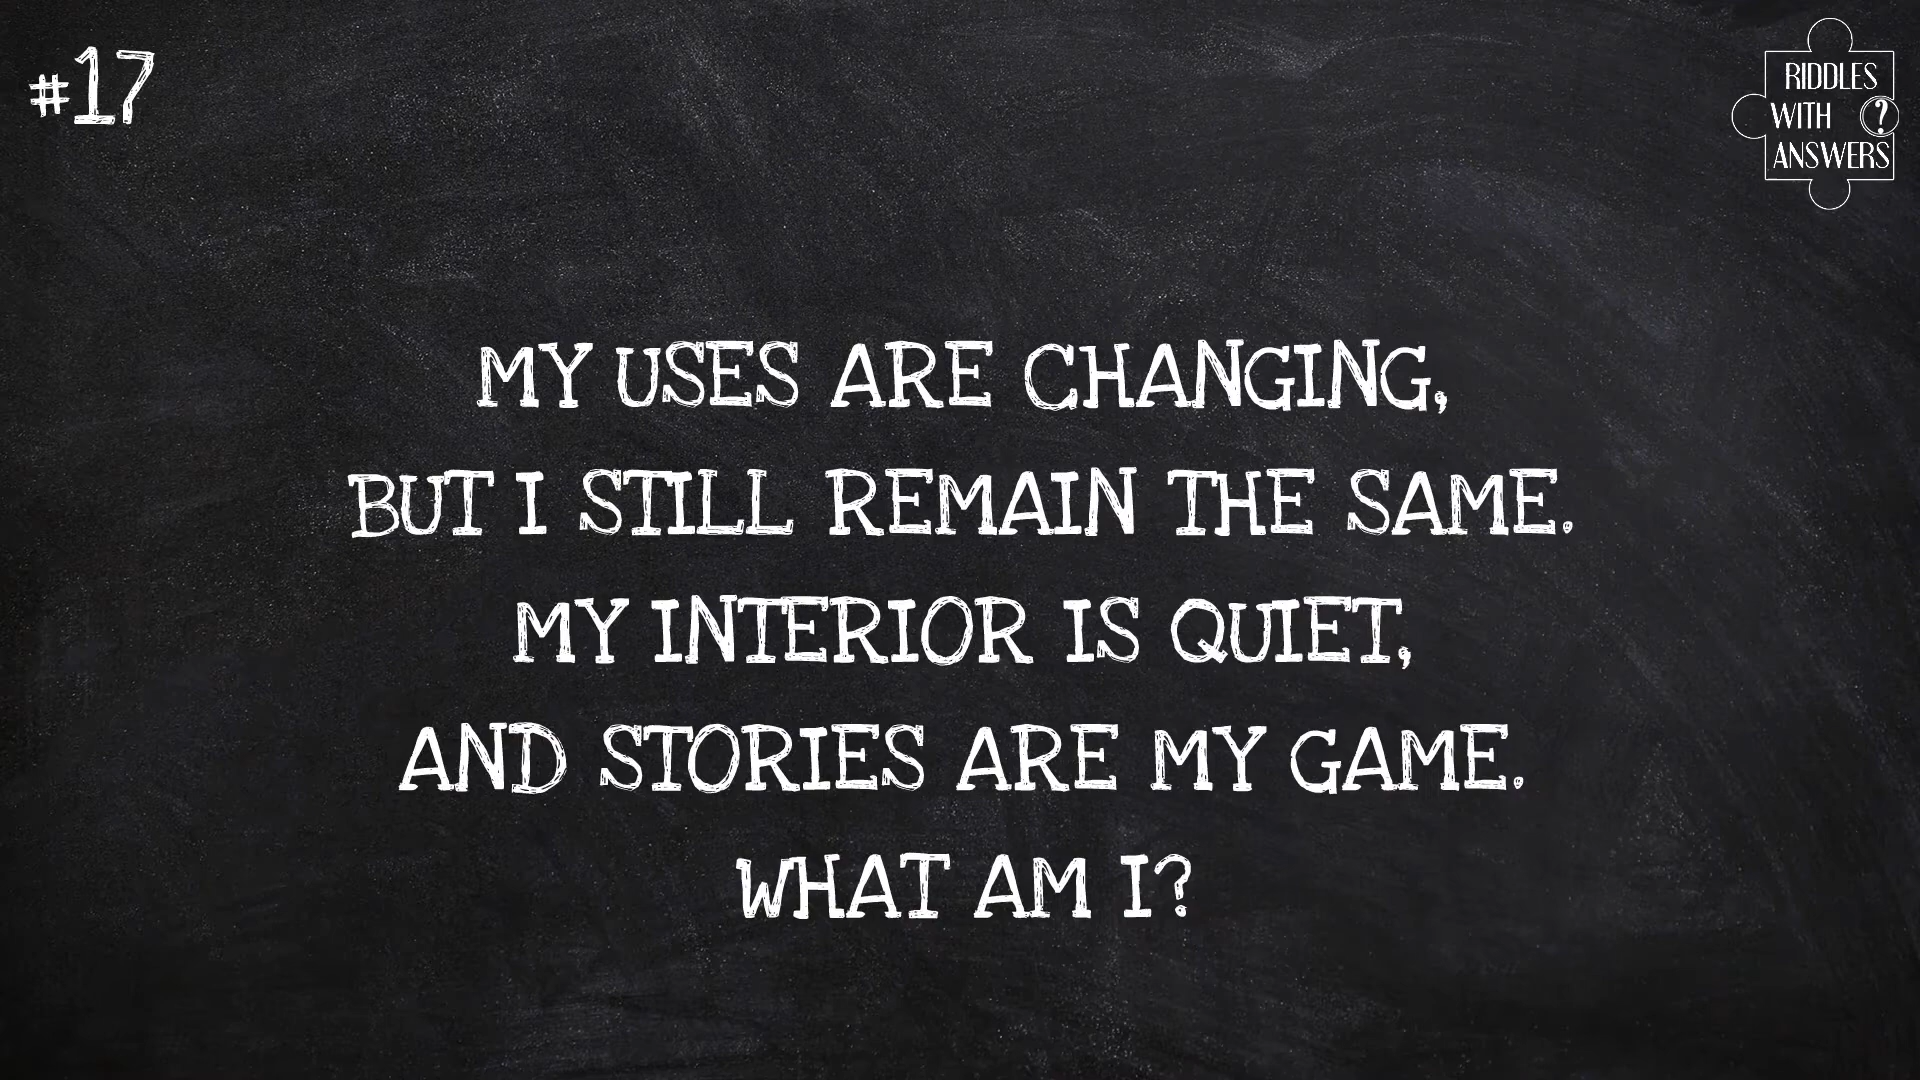 #17
RIDDLES
WITH ?
ANSWERS
MY USES ARE CHANGING,
BUT I STILL REMAIN THE SAME.
MY INTERIOR IS QUIET,
AND STORIES ARE MY GAME.
WHAT AM I?